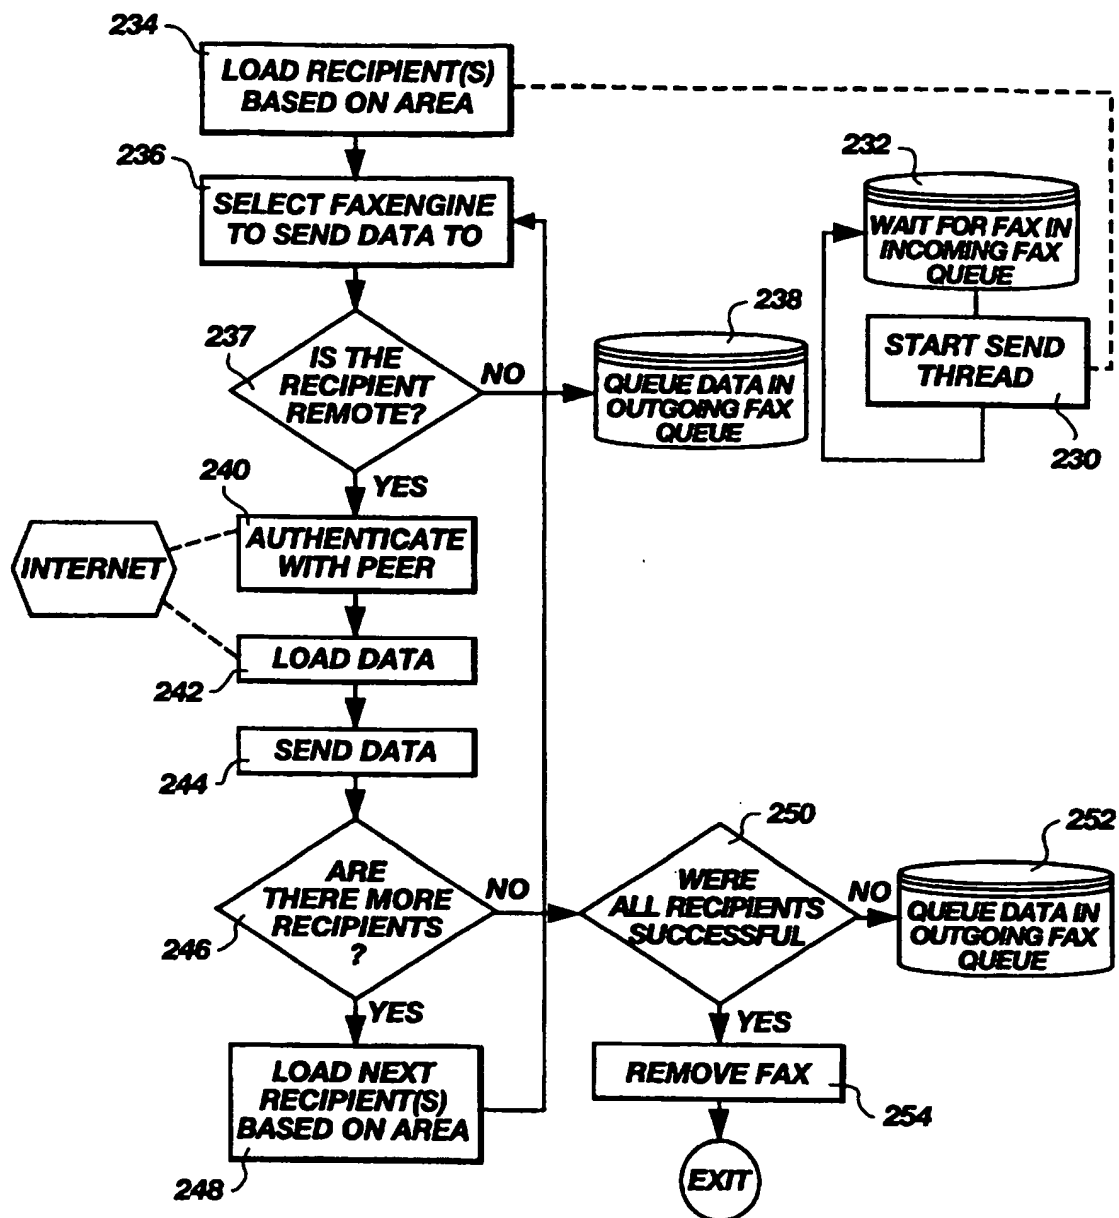 234
LOAD RECIPIENT(S)
BASED ON AREA
236
SELECT FAXENGINE
TO SEND DATA TO
232
WAIT FOR FAX IN
INCOMING FAX
QUEUE
START SEND
THREAD
230
237
IS THE
RECIPIENT
REMOTE?
NO
238
QUEUE DATA IN
OUTGOING FAX
QUEUE
YES
240
AUTHENTICATE
WITH PEER
INTERNET
LOAD DATA
242
SEND DATA
244
ARE
THERE MORE
RECIPIENTS
?
246
NO
250
WERE
ALL RECIPIENTS
SUCCESSFUL
NO
252
QUEUE DATA IN
OUTGOING FAX
QUEUE
YES
LOAD NEXT
RECIPIENT(S)
BASED ON AREA
248
YES
REMOVE FAX
254
EXIT